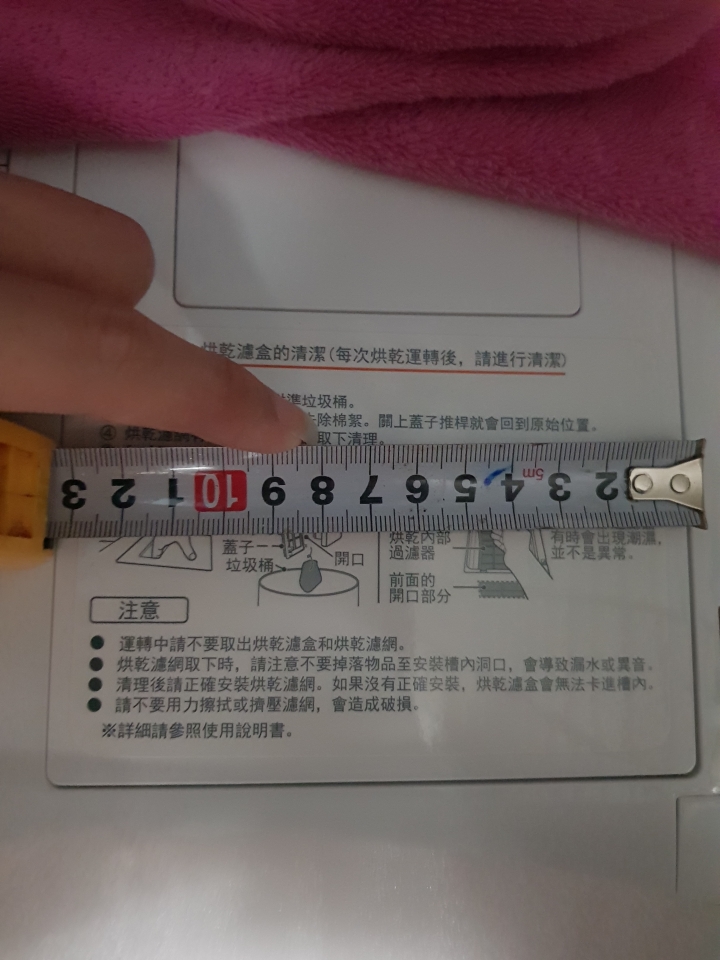 烘乾濾盒的清潔(每次烘乾運轉後，請進行清潔)
準垃圾桶。
除棉絮。關上蓋子推桿就會回到原始位置。
④ 烘乾濾網
取下清理。
3 2 1 10 9 8 7 6 5 4 5m 3 2
蓋子
垃圾桶
開口
烘乾內部
過濾器
前面的
開口部分
有時會出現潮濕，
並不是異常。
注意
● 運轉中請不要取出烘乾濾盒和烘乾濾網。
● 烘乾濾網取下時，請注意不要掉落物品至安裝槽內洞口，會導致漏水或異音。
● 清理後請正確安裝烘乾濾網。如果沒有正確安裝，烘乾濾盒會無法卡進槽內。
● 請不要用力擦拭或擠壓濾網，會造成破損。
※詳細請參照使用說明書。